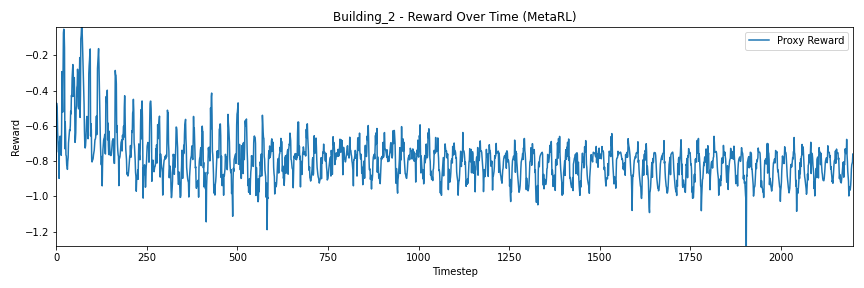 Building_2 - Reward Over Time (MetaRL)
Proxy Reward
Reward
−0.2
−0.4
−0.6
−0.8
−1.0
−1.2
0 250 500 750 1000 1250 1500 1750 2000
Timestep